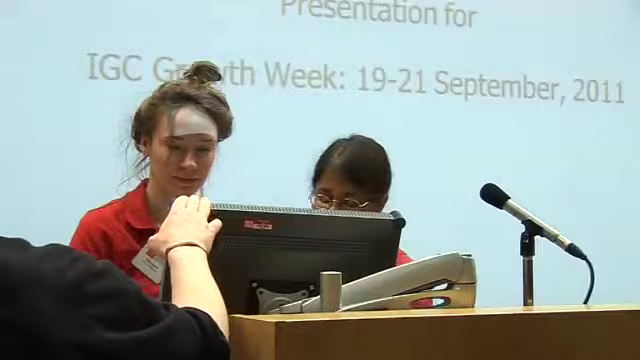 Presentation for
IGC Growth Week: 19-21 September, 2011